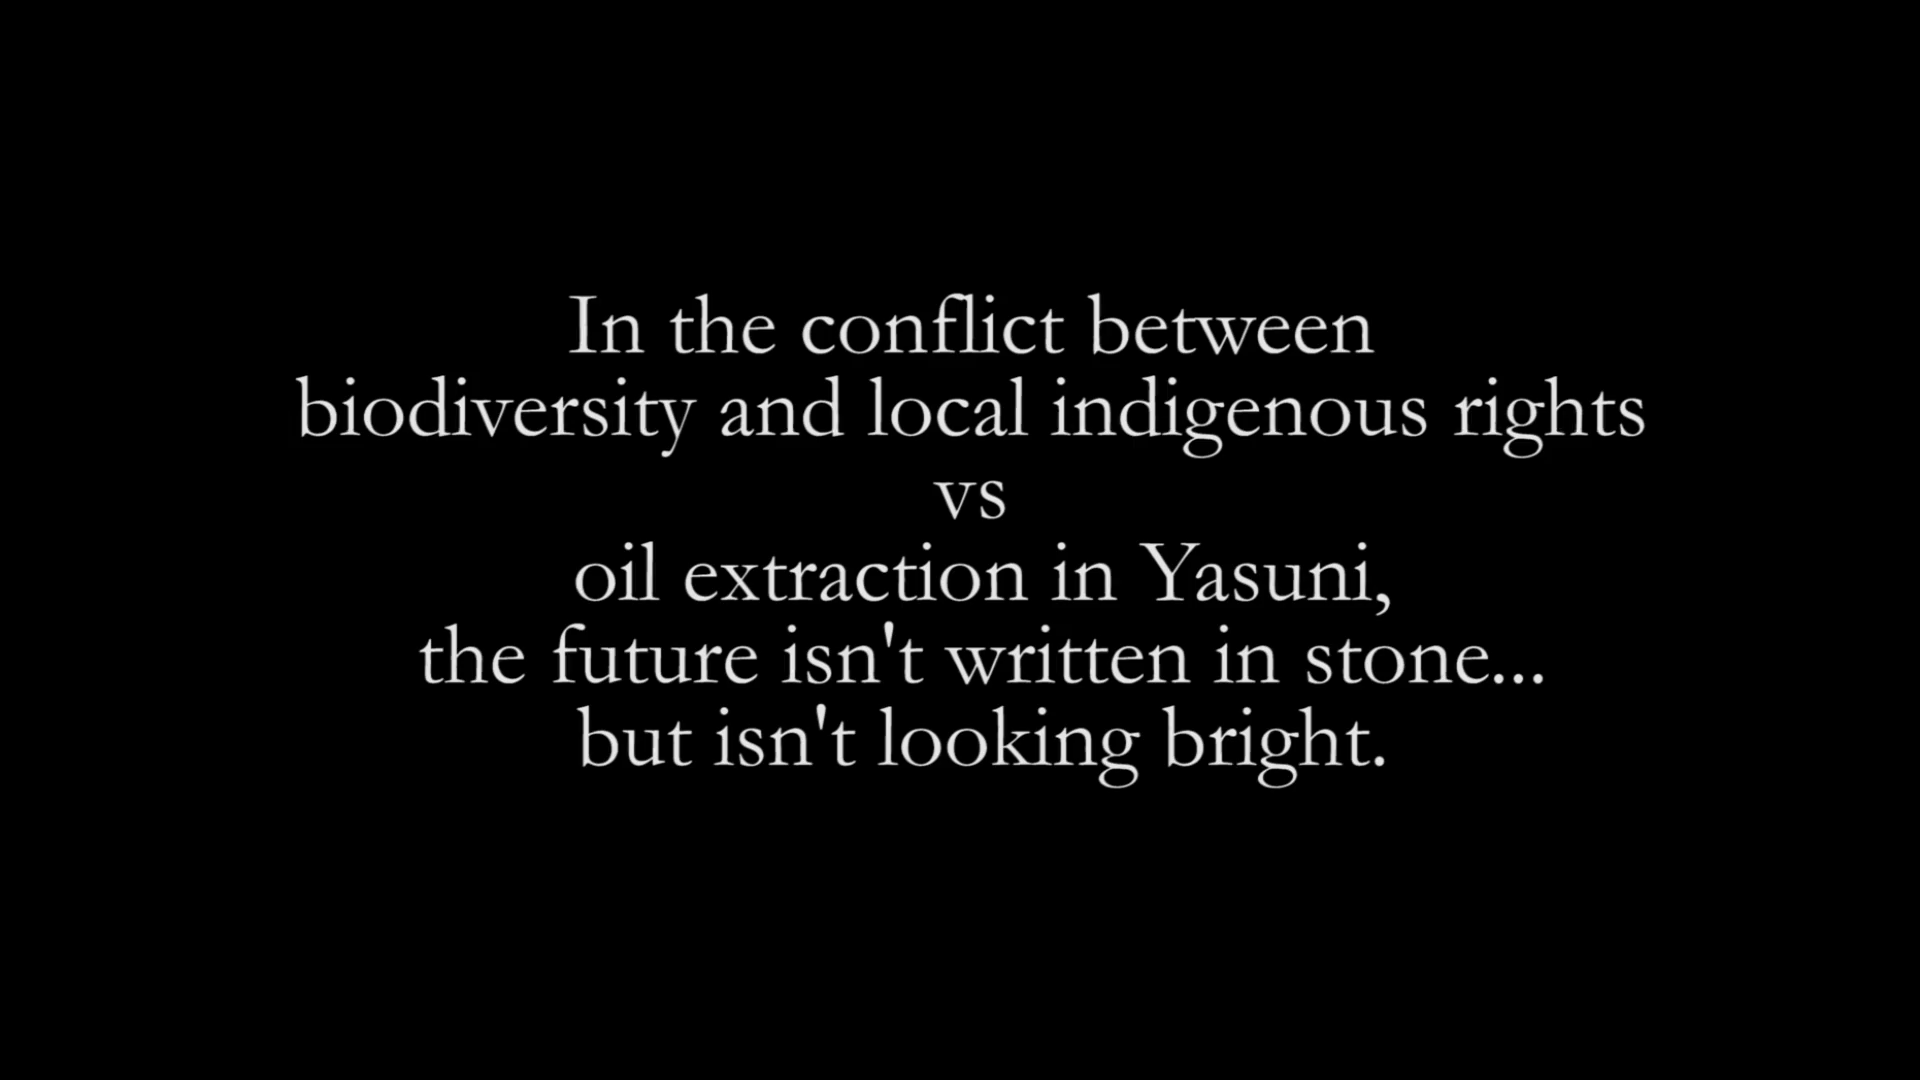 In the conflict between
biodiversity and local indigenous rights
vs
oil extraction in Yasuni,
the future isn't written in stone...
but isn't looking bright.